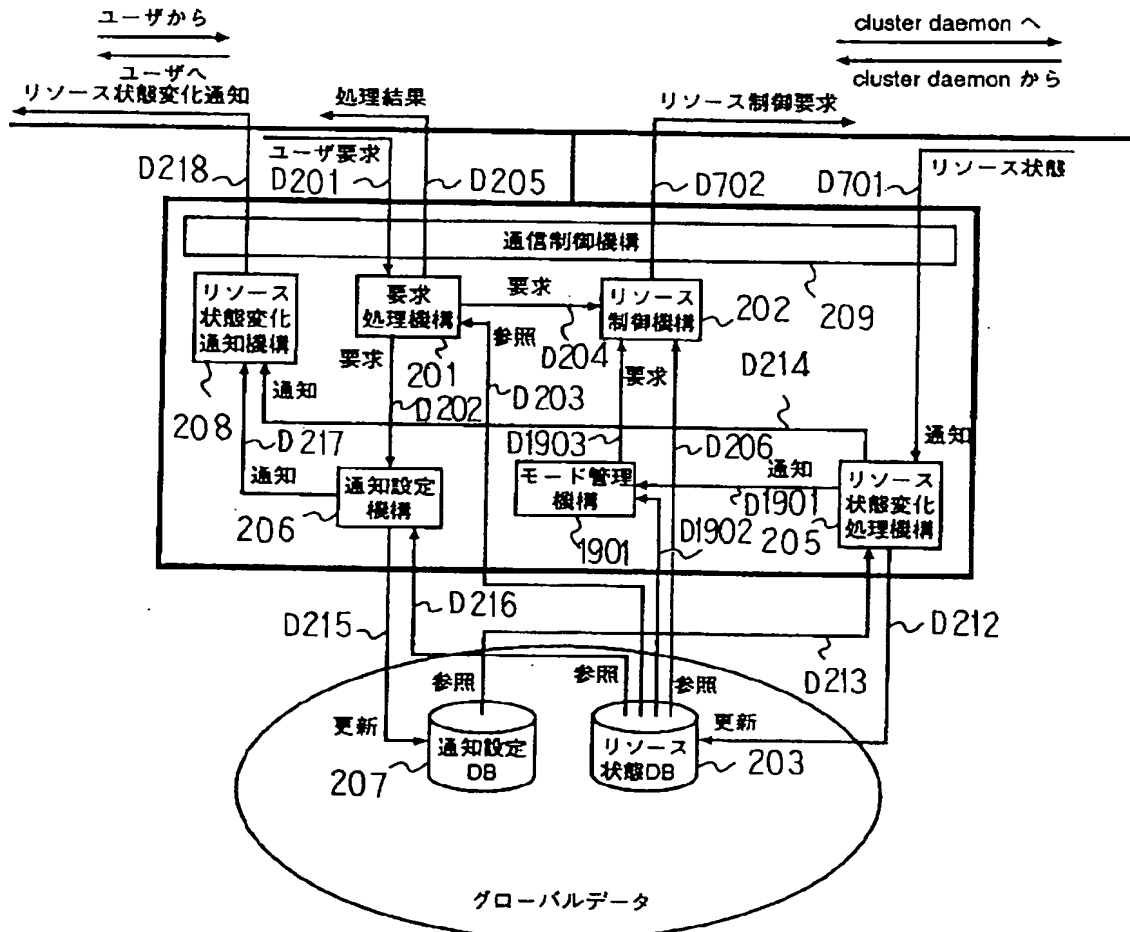 ユーザから
ユーザへ
リソース状態変化通知
cluster daemon へ
cluster daemon から
処理結果
リソース制御要求
ユーザ要求
リソース状態
D218
D201
D205
D702
D701
通信制御機構
209
リソース
状態変化
通知機構
208
要求
処理機構
201
要求
D204
リソース
制御機構
202
参照
D203
要求
D202
要求
D1903
D206
D214
通知
通知
D217
通知
通知設定
機構
206
モード管理
機構
1901
通知
D1901
D1902
リソース
状態変化
処理機構
205
D215
D216
D212
D213
参照
参照
参照
更新
更新
通知設定
DB
207
リソース
状態DB
203
グローバルデータ